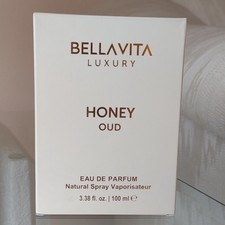 BELLAVITA
LUXURY
HONEY
OUD
EAU DE PARFUM
Natural Spray Vaporisateur
3.38 fl. oz. | 100 ml ℮